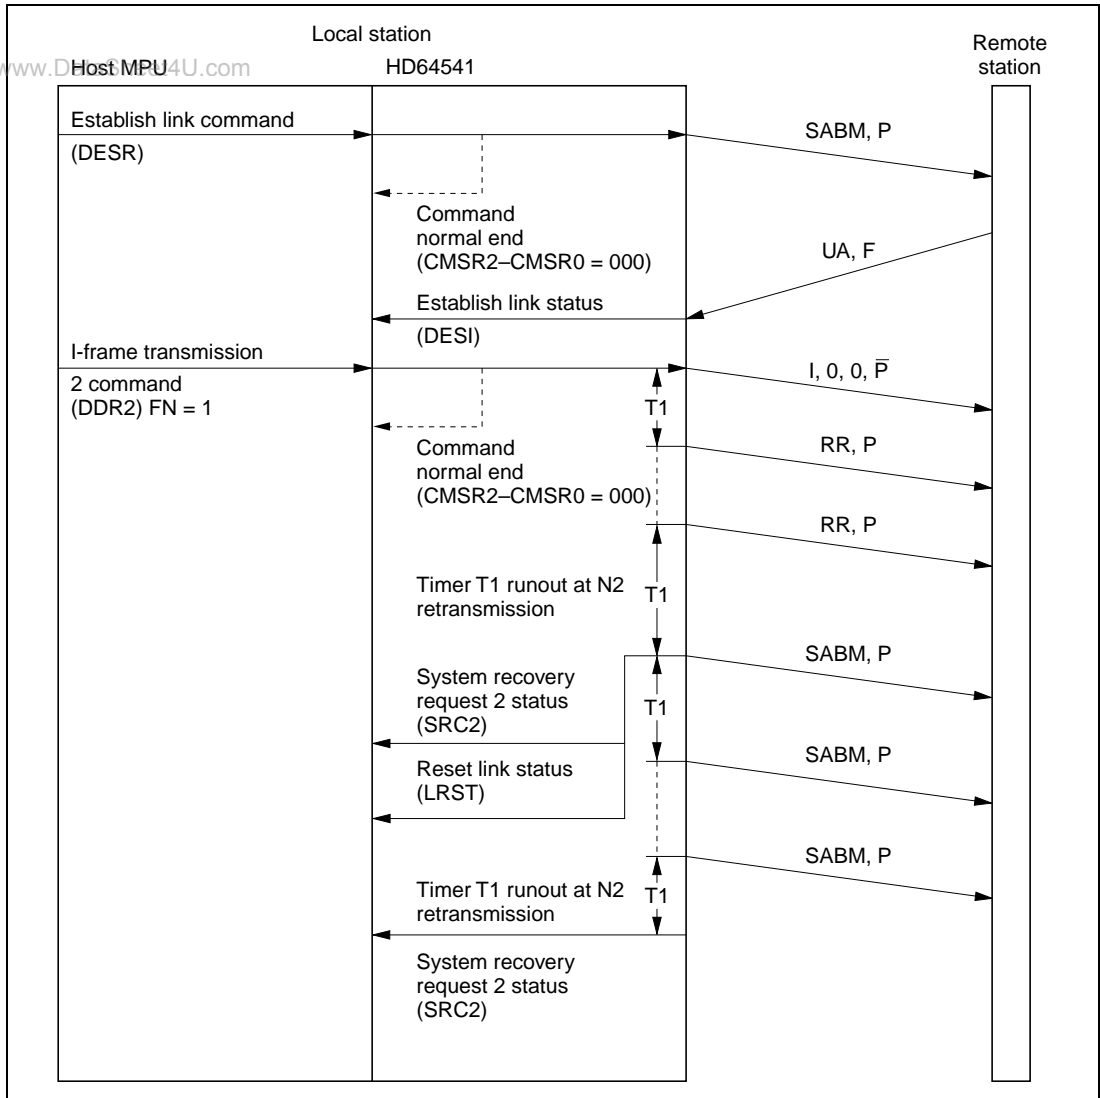 Local station
Remote
station
www.DataSheet4U.com
Host MPU
HD64541
Establish link command
(DESR)
SABM, P
Command
normal end
(CMSR2–CMSR0 = 000)
UA, F
Establish link status
(DESI)
I-frame transmission
2 command
(DDR2) FN = 1
I, 0, 0, P̅
T1
Command
normal end
(CMSR2–CMSR0 = 000)
RR, P
RR, P
Timer T1 runout at N2
retransmission
T1
SABM, P
System recovery
request 2 status
(SRC2)
T1
Reset link status
(LRST)
SABM, P
SABM, P
Timer T1 runout at N2
retransmission
T1
System recovery
request 2 status
(SRC2)